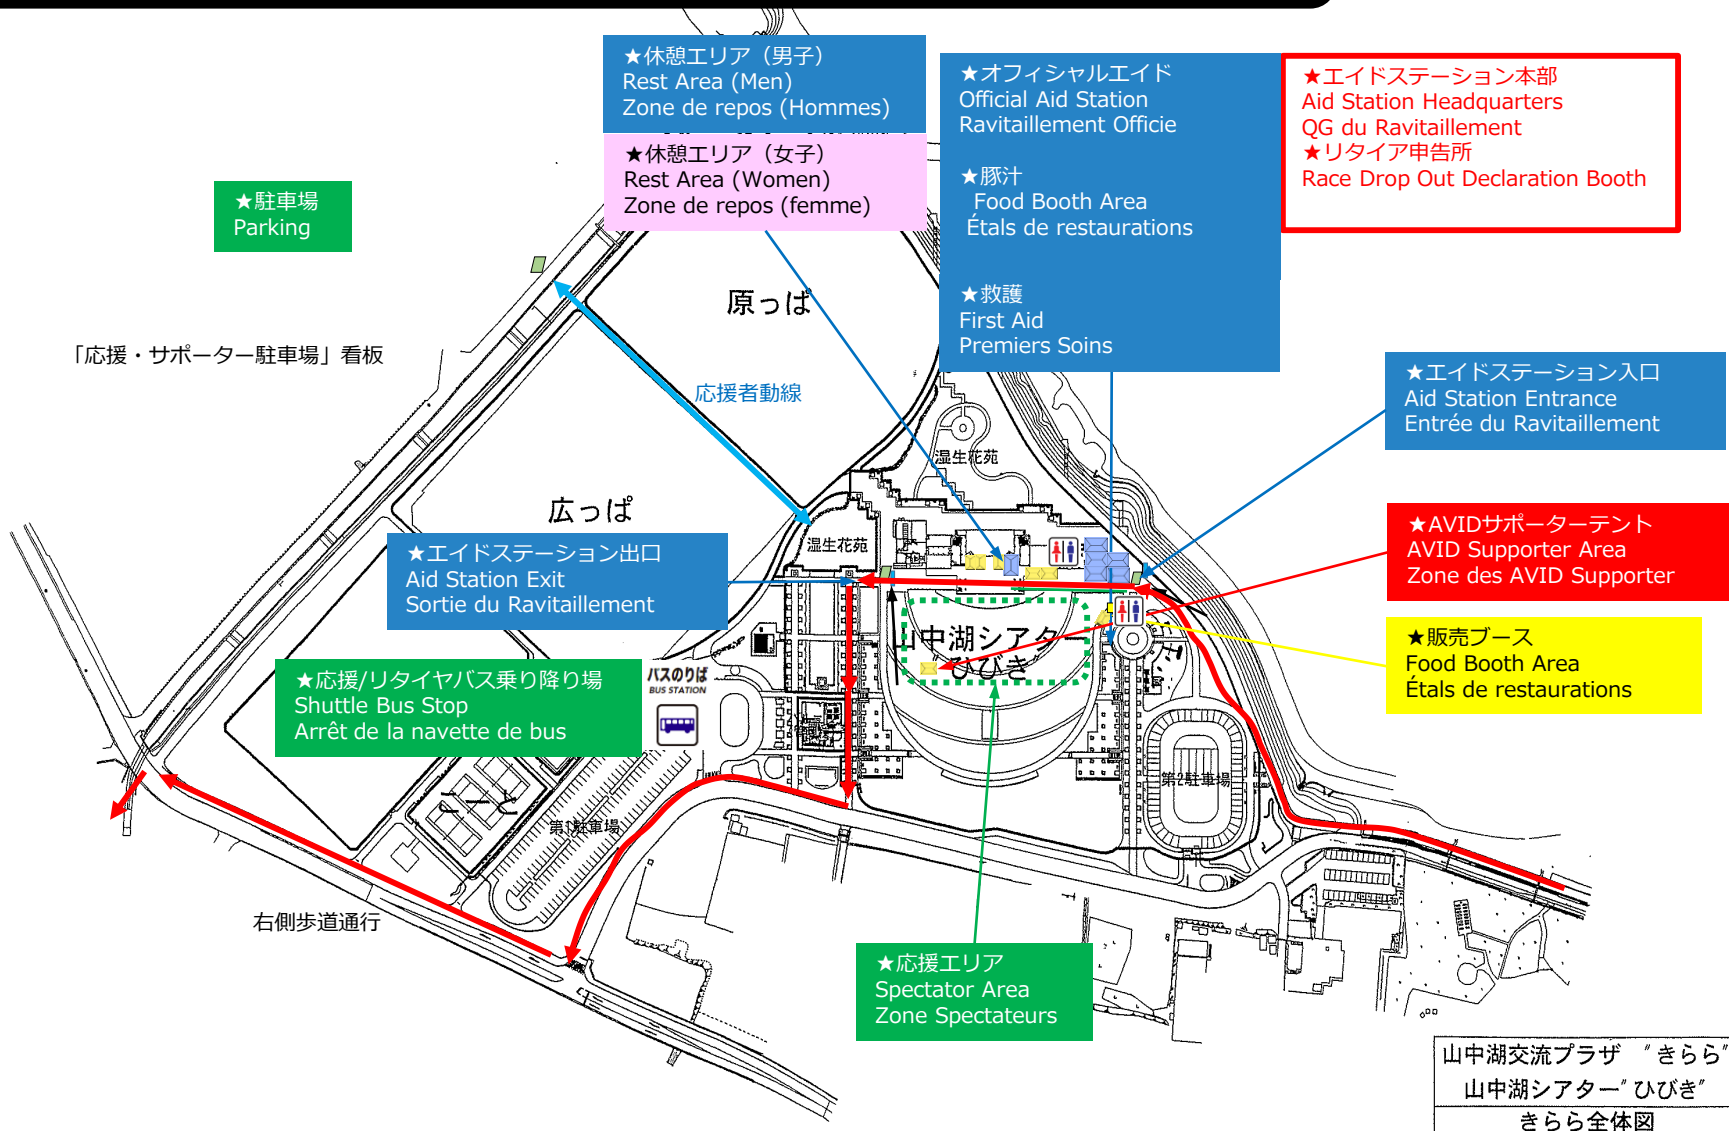 ★休憩エリア（男子）
Rest Area (Men)
Zone de repos (Hommes)
★休憩エリア（女子）
Rest Area (Women)
Zone de repos (femme)
★オフィシャルエイド
Official Aid Station
Ravitaillement Officie
★豚汁
Food Booth Area
Étals de restaurations
★救護
First Aid
Premiers Soins
★エイドステーション本部
Aid Station Headquarters
QG du Ravitaillement
★リタイア申告所
Race Drop Out Declaration Booth
★駐車場
Parking
原っぱ
「応援・サポーター駐車場」看板
応援者動線
★エイドステーション入口
Aid Station Entrance
Entrée du Ravitaillement
湿生花苑
広っぱ
★AVIDサポーターテント
AVID Supporter Area
Zone des AVID Supporter
★エイドステーション出口
Aid Station Exit
Sortie du Ravitaillement
湿生花苑
山中湖シアター
"ひびき"
★販売ブース
Food Booth Area
Étals de restaurations
★応援/リタイヤバス乗り降り場
Shuttle Bus Stop
Arrêt de la navette de bus
バスのりば
BUS STATION
第2駐車場
第1駐車場
右側歩道通行
★応援エリア
Spectator Area
Zone Spectateurs
山中湖交流プラザ "きらら"
山中湖シアター"ひびき"
きらら全体図